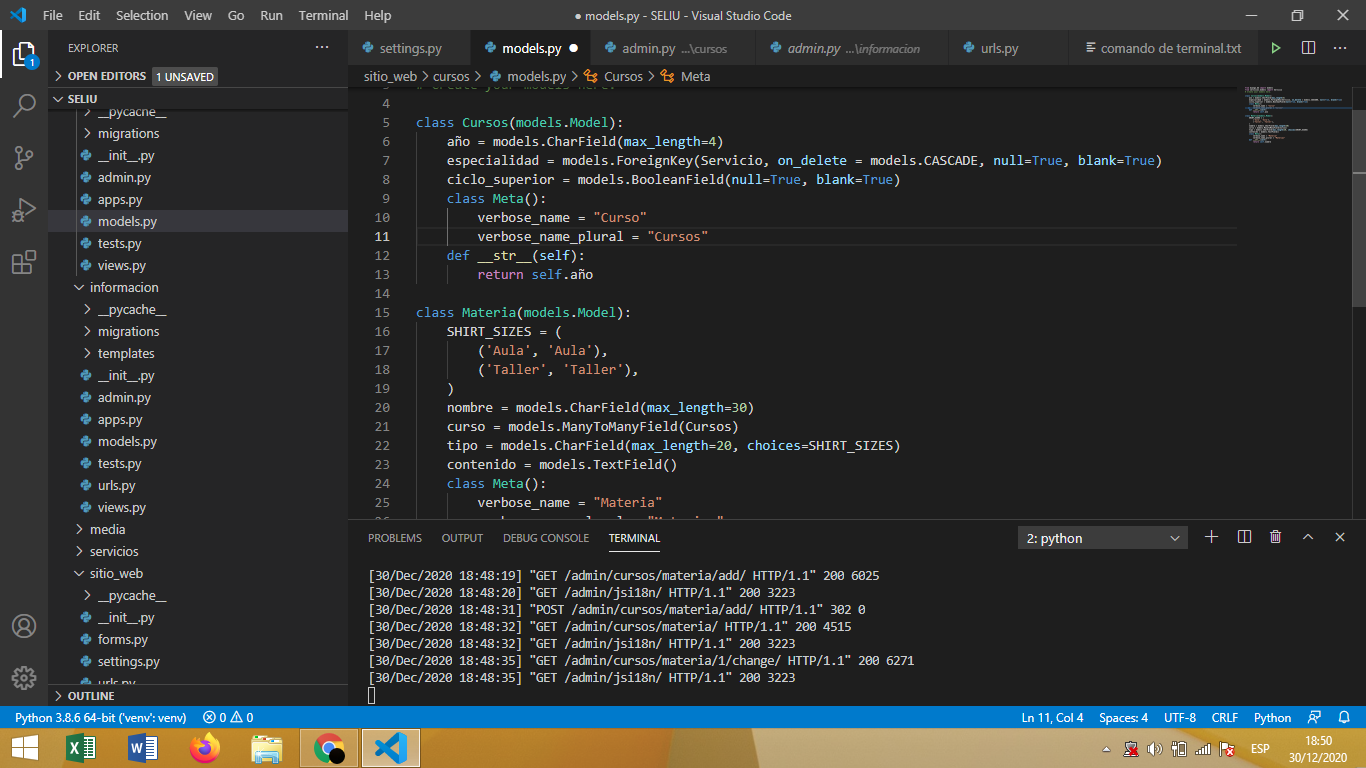 File Edit Selection View Go Run Terminal Help
● models.py - SELIU - Visual Studio Code
EXPLORER
OPEN EDITORS 1 UNSAVED
SELIU
__pycache__
migrations
__init__.py
admin.py
apps.py
models.py
tests.py
views.py
informacion
__pycache__
migrations
templates
__init__.py
admin.py
apps.py
models.py
tests.py
urls.py
views.py
media
servicios
sitio_web
__pycache__
__init__.py
forms.py
settings.py
urls.py
OUTLINE
1
settings.py models.py admin.py ...\cursos admin.py ...\informacion urls.py comando de terminal.txt
sitio_web > cursos > models.py > Cursos > Meta
3 # Create your models here.
4
5 class Cursos(models.Model):
6 año = models.CharField(max_length=4)
7 especialidad = models.ForeignKey(Servicio, on_delete = models.CASCADE, null=True, blank=True)
8 ciclo_superior = models.BooleanField(null=True, blank=True)
9 class Meta():
10 verbose_name = "Curso"
11 verbose_name_plural = "Cursos"
12 def __str__(self):
13 return self.año
14
15 class Materia(models.Model):
16 SHIRT_SIZES = (
17 ('Aula', 'Aula'),
18 ('Taller', 'Taller'),
19 )
20 nombre = models.CharField(max_length=30)
21 curso = models.ManyToManyField(Cursos)
22 tipo = models.CharField(max_length=20, choices=SHIRT_SIZES)
23 contenido = models.TextField()
24 class Meta():
25 verbose_name = "Materia"
PROBLEMS OUTPUT DEBUG CONSOLE TERMINAL 2: python
[30/Dec/2020 18:48:19] "GET /admin/cursos/materia/add/ HTTP/1.1" 200 6025
[30/Dec/2020 18:48:20] "GET /admin/jsi18n/ HTTP/1.1" 200 3223
[30/Dec/2020 18:48:31] "POST /admin/cursos/materia/add/ HTTP/1.1" 302 0
[30/Dec/2020 18:48:32] "GET /admin/cursos/materia/ HTTP/1.1" 200 4515
[30/Dec/2020 18:48:32] "GET /admin/jsi18n/ HTTP/1.1" 200 3223
[30/Dec/2020 18:48:35] "GET /admin/cursos/materia/1/change/ HTTP/1.1" 200 6271
[30/Dec/2020 18:48:35] "GET /admin/jsi18n/ HTTP/1.1" 200 3223
Python 3.8.6 64-bit ('venv': venv) 0 0 Ln 11, Col 4 Spaces: 4 UTF-8 CRLF Python
ESP
18:50
30/12/2020